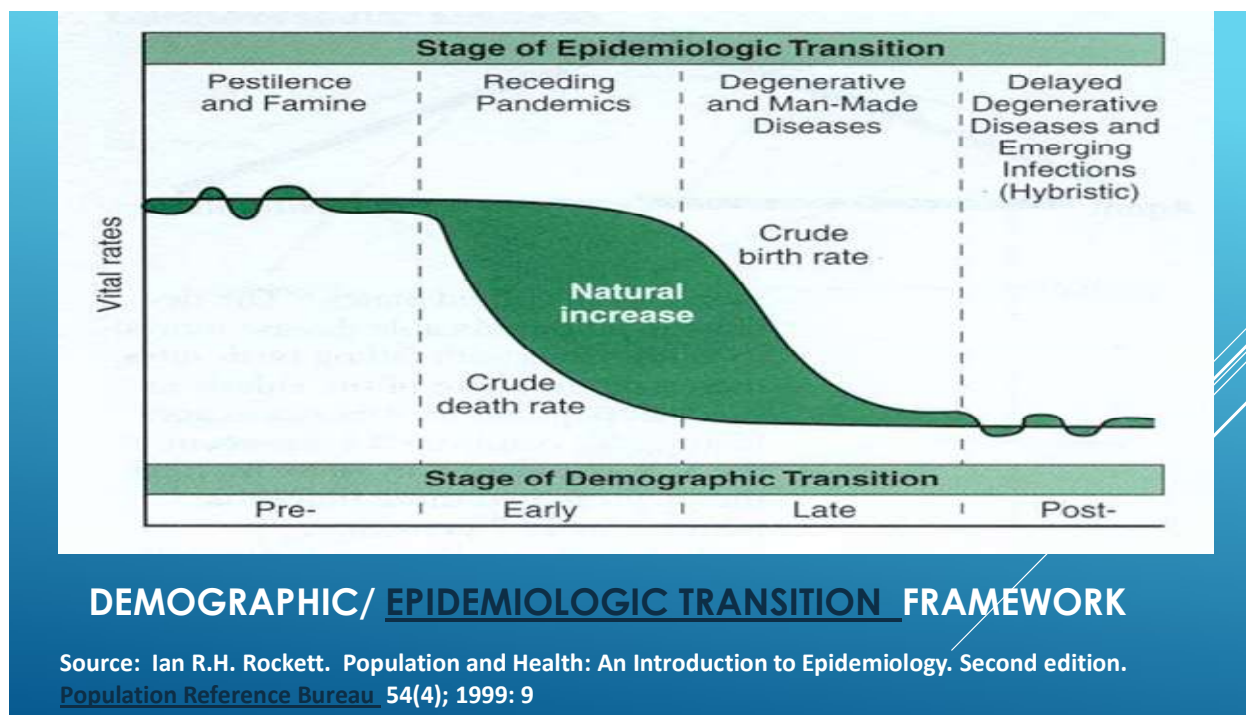 Stage of Epidemiologic Transition
Pestilence
and Famine
Receding
Pandemics
Degenerative
and Man-Made
Diseases
Delayed
Degenerative
Diseases and
Emerging
Infections
(Hybristic)
Vital rates
Crude
birth rate
Natural
increase
Crude
death rate
Stage of Demographic Transition
Pre-
Early
Late
Post-
DEMOGRAPHIC/ EPIDEMIOLOGIC TRANSITION FRAMEWORK
Source: Ian R.H. Rockett. Population and Health: An Introduction to Epidemiology. Second edition.
Population Reference Bureau 54(4); 1999: 9